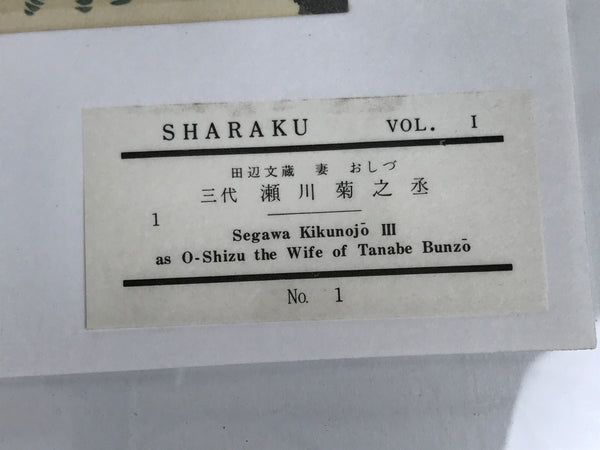 SHARAKU VOL. I
田辺文蔵 妻 おしづ
三代 瀬川菊之丞
1
Segawa Kikunojō III
as O-Shizu the Wife of Tanabe Bunzō
No. 1